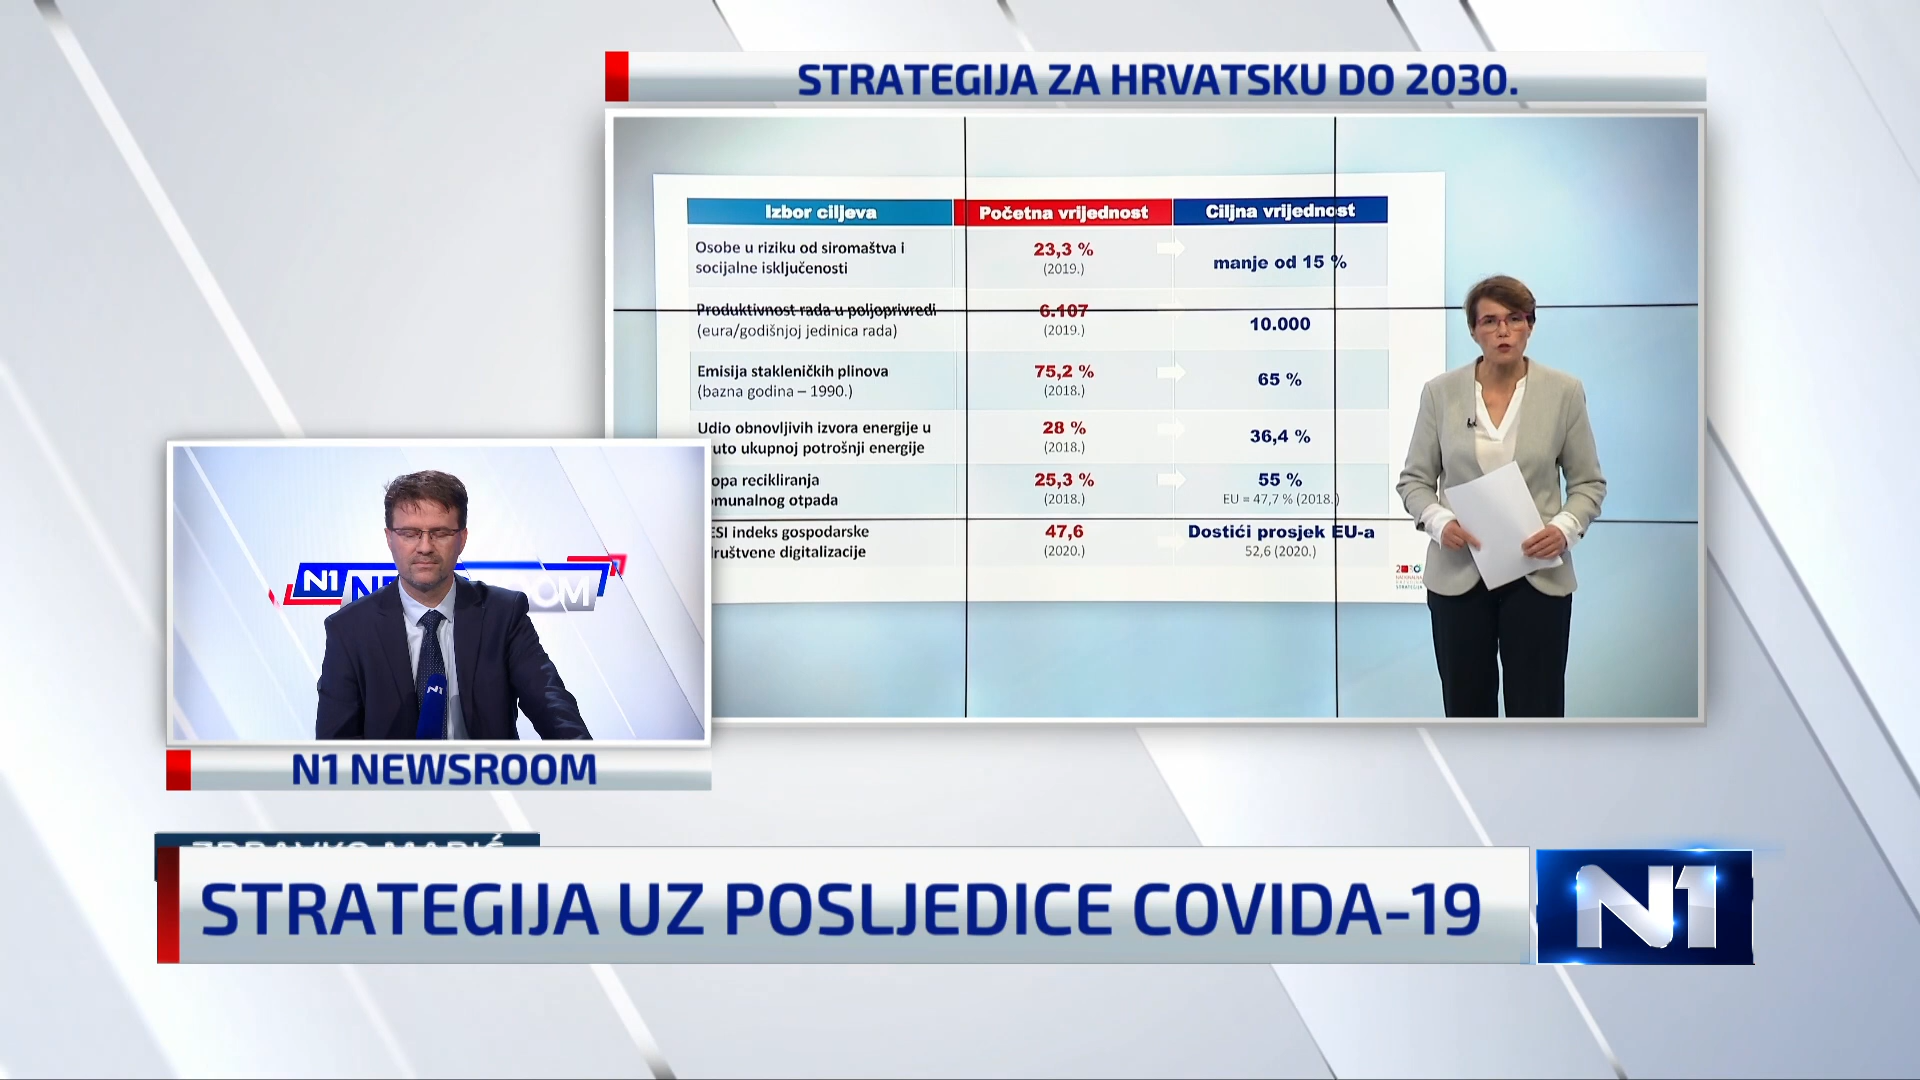 STRATEGIJA ZA HRVATSKU DO 2030.
Izbor ciljeva
Početna vrijednost
Ciljna vrijednost
Osobe u riziku od siromaštva i
socijalne isključenosti
23,3 %
(2019.)
manje od 15 %
Produktivnost rada u poljoprivredi
(eura/godišnjoj jedinica rada)
6.107
(2019.)
10.000
Emisija stakleničkih plinova
(bazna godina – 1990.)
75,2 %
(2018.)
65 %
Udio obnovljivih izvora energije u
uto ukupnoj potrošnji energije
28 %
(2018.)
36,4 %
opa recikliranja
munalnog otpada
25,3 %
(2018.)
55 %
EU = 47,7 % (2018.)
ESI indeks gospodarske
društvene digitalizacije
47,6
(2020.)
Dostići prosjek EU-a
52,6 (2020.)
N1
N1
N1 NEWSROOM
STRATEGIJA UZ POSLJEDICE COVIDA-19
N1